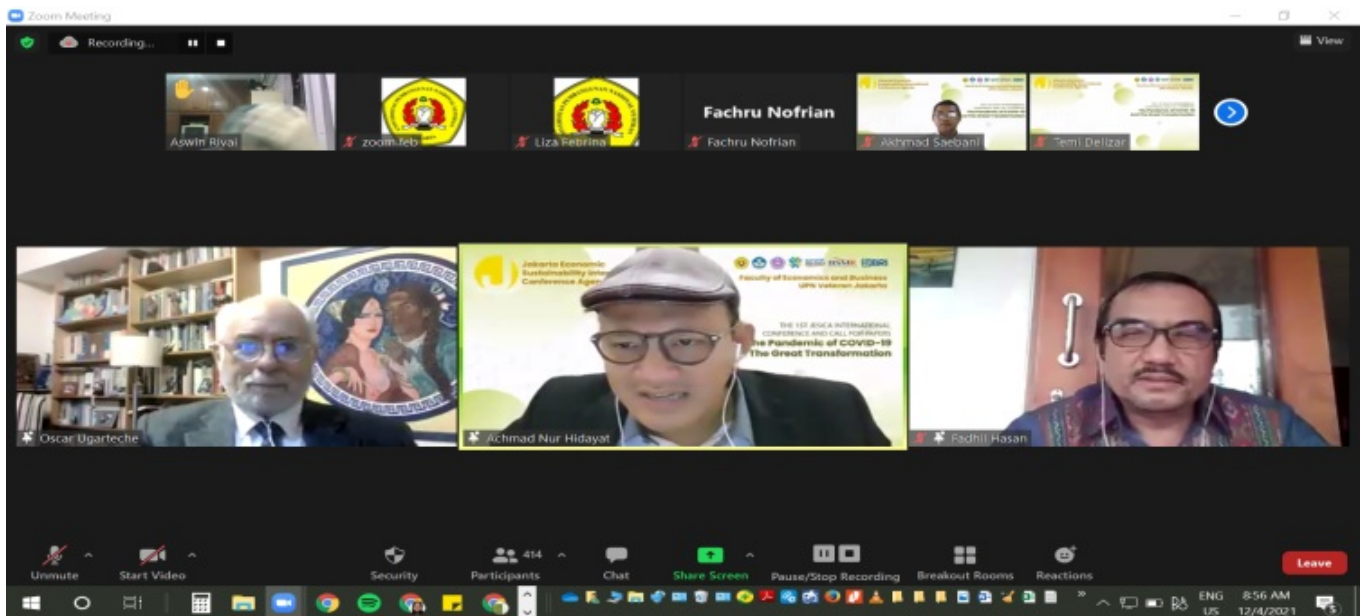 Zoom Meeting
Recording...
View
Aswin Rivai
zoom feb
Liza Febrina
Fachru Nofrian
Fachru Nofrian
Akhmad Saebani
Temi Delizar
Oscar Ugarteche
Jakarta Economic
Sustainability
Conference
Faculty of Economics and Business
UPN Veteran Jakarta
THE 1ST JESICA INTERNATIONAL
CONFERENCE AND CALL FOR PAPERS
he Pandemic of COVID-19
The Great Transformation
Achmad Nur Hidayat
Fadhil Hasan
Unmute
Start Video
Security
414
Participants
Chat
Share Screen
Pause/Stop Recording
Breakout Rooms
Reactions
Leave
ENG
US
8:56 AM
12/4/2021